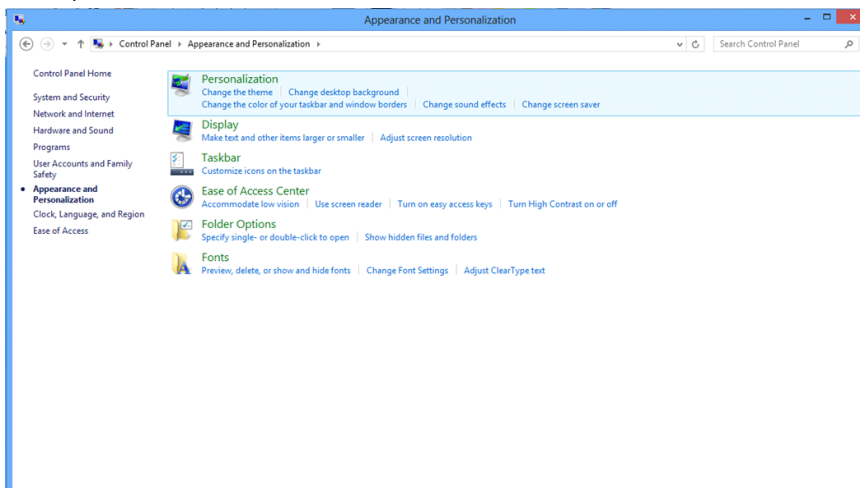 Appearance and Personalization
Control Panel Appearance and Personalization
Search Control Panel
Control Panel Home
System and Security
Network and Internet
Hardware and Sound
Programs
User Accounts and Family
Safety
Appearance and
Personalization
Clock, Language, and Region
Ease of Access
Personalization
Change the theme Change desktop background
Change the color of your taskbar and window borders Change sound effects Change screen saver
Display
Make text and other items larger or smaller Adjust screen resolution
Taskbar
Customize icons on the taskbar
Ease of Access Center
Accommodate low vision Use screen reader Turn on easy access keys Turn High Contrast on or off
Folder Options
Specify single- or double-click to open Show hidden files and folders
Fonts
Preview, delete, or show and hide fonts Change Font Settings Adjust ClearType text